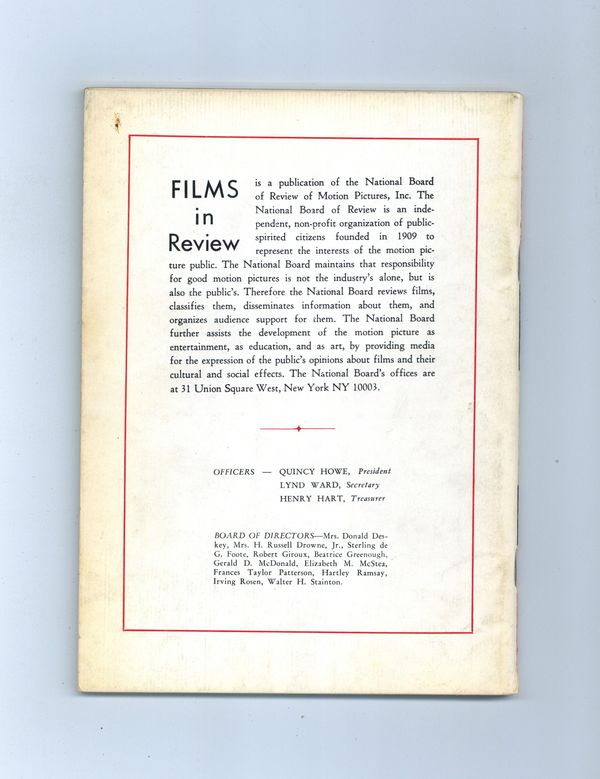 FILMS
in
Review
is a publication of the National Board
of Review of Motion Pictures, Inc. The
National Board of Review is an inde-
pendent, non-profit organization of public-
spirited citizens founded in 1909 to
represent the interests of the motion pic-
ture public. The National Board maintains that responsibility
for good motion pictures is not the industry's alone, but is
also the public's. Therefore the National Board reviews films,
classifies them, disseminates information about them, and
organizes audience support for them. The National Board
further assists the development of the motion picture as
entertainment, as education, and as art, by providing media
for the expression of the public's opinions about films and their
cultural and social effects. The National Board's offices are
at 31 Union Square West, New York NY 10003.
OFFICERS — QUINCY HOWE, President
LYND WARD, Secretary
HENRY HART, Treasurer
BOARD OF DIRECTORS—Mrs. Donald Des-
key, Mrs. H. Russell Drowne, Jr., Sterling de
G. Foote, Robert Giroux, Beatrice Greenough,
Gerald D. McDonald, Elizabeth M. McStea,
Frances Taylor Patterson, Hartley Ramsay,
Irving Rosen, Walter H. Stainton.